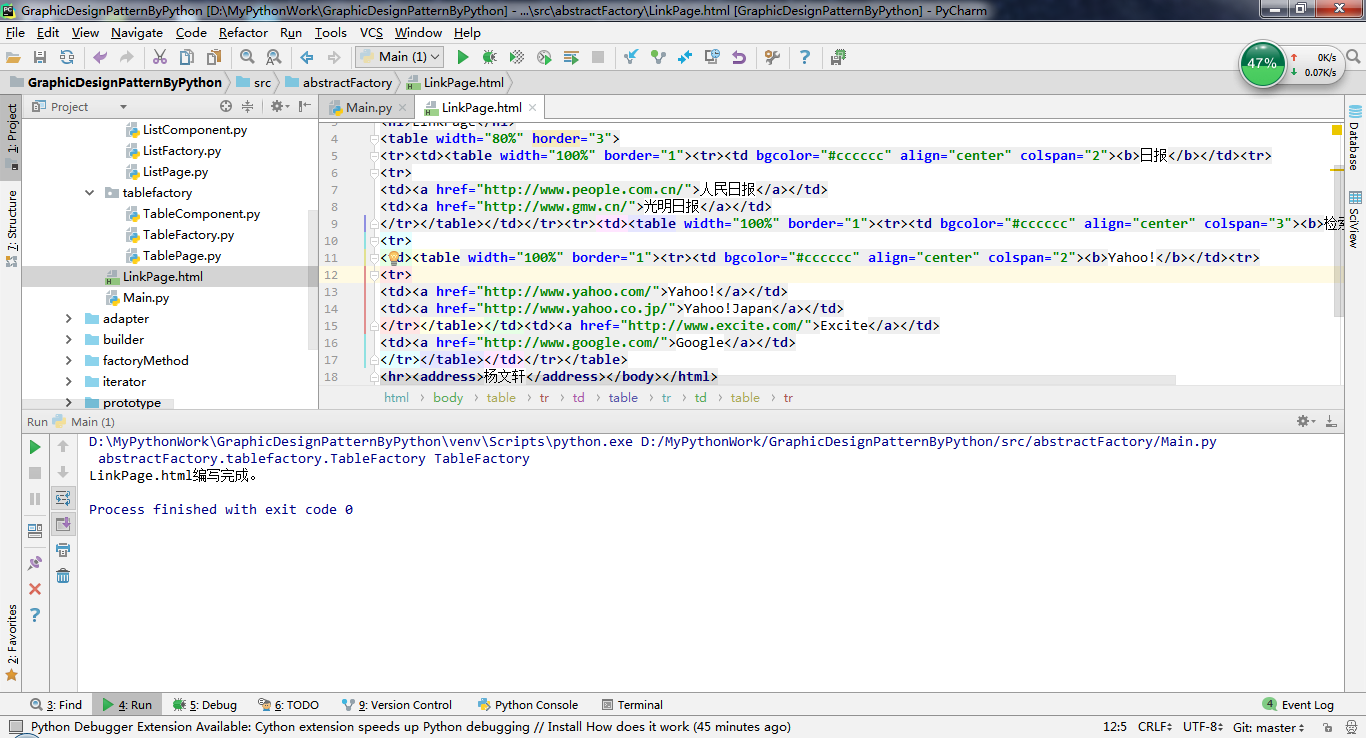 GraphicDesignPatternByPython [D:\MyPythonWork\GraphicDesignPatternByPython] - ...\src\abstractFactory\LinkPage.html [GraphicDesignPatternByPython] - PyCharm
File Edit View Navigate Code Refactor Run Tools VCS Window Help
Main (1)
47% 0K/s
0.07K/s
GraphicDesignPatternByPython src abstractFactory LinkPage.html
Project
Main.py LinkPage.html
1: Project
7: Structure
2: Favorites
Database
SciView
ListComponent.py
ListFactory.py
ListPage.py
tablefactory
TableComponent.py
TableFactory.py
TablePage.py
LinkPage.html
Main.py
adapter
builder
factoryMethod
iterator
prototype
3 <h1>LinkPage</h1>
4 <table width="80%" horder="3">
5 <tr><td><table width="100%" border="1"><tr><td bgcolor="#cccccc" align="center" colspan="2"><b>日报</b></td><tr>
6 <tr>
7 <td><a href="http://www.people.com.cn/">人民日报</a></td>
8 <td><a href="http://www.gmw.cn/">光明日报</a></td>
9 </tr></table></td></tr><tr><td><table width="100%" border="1"><tr><td bgcolor="#cccccc" align="center" colspan="3"><b>检索
10 <tr>
11 <td><table width="100%" border="1"><tr><td bgcolor="#cccccc" align="center" colspan="2"><b>Yahoo!</b></td><tr>
12 <tr>
13 <td><a href="http://www.yahoo.com/">Yahoo!</a></td>
14 <td><a href="http://www.yahoo.co.jp/">Yahoo!Japan</a></td>
15 </tr></table></td><td><a href="http://www.excite.com/">Excite</a></td>
16 <td><a href="http://www.google.com/">Google</a></td>
17 </tr></table></td></tr></table>
18 <hr><address>杨文轩</address></body></html>
html body table tr td table tr td table tr
Run Main (1)
D:\MyPythonWork\GraphicDesignPatternByPython\venv\Scripts\python.exe D:/MyPythonWork/GraphicDesignPatternByPython/src/abstractFactory/Main.py
abstractFactory.tablefactory.TableFactory TableFactory
LinkPage.html编写完成。
Process finished with exit code 0
3: Find 4: Run 5: Debug 6: TODO 9: Version Control Python Console Terminal 4 Event Log
Python Debugger Extension Available: Cython extension speeds up Python debugging // Install How does it work (45 minutes ago) 12:5 CRLF UTF-8 Git: master